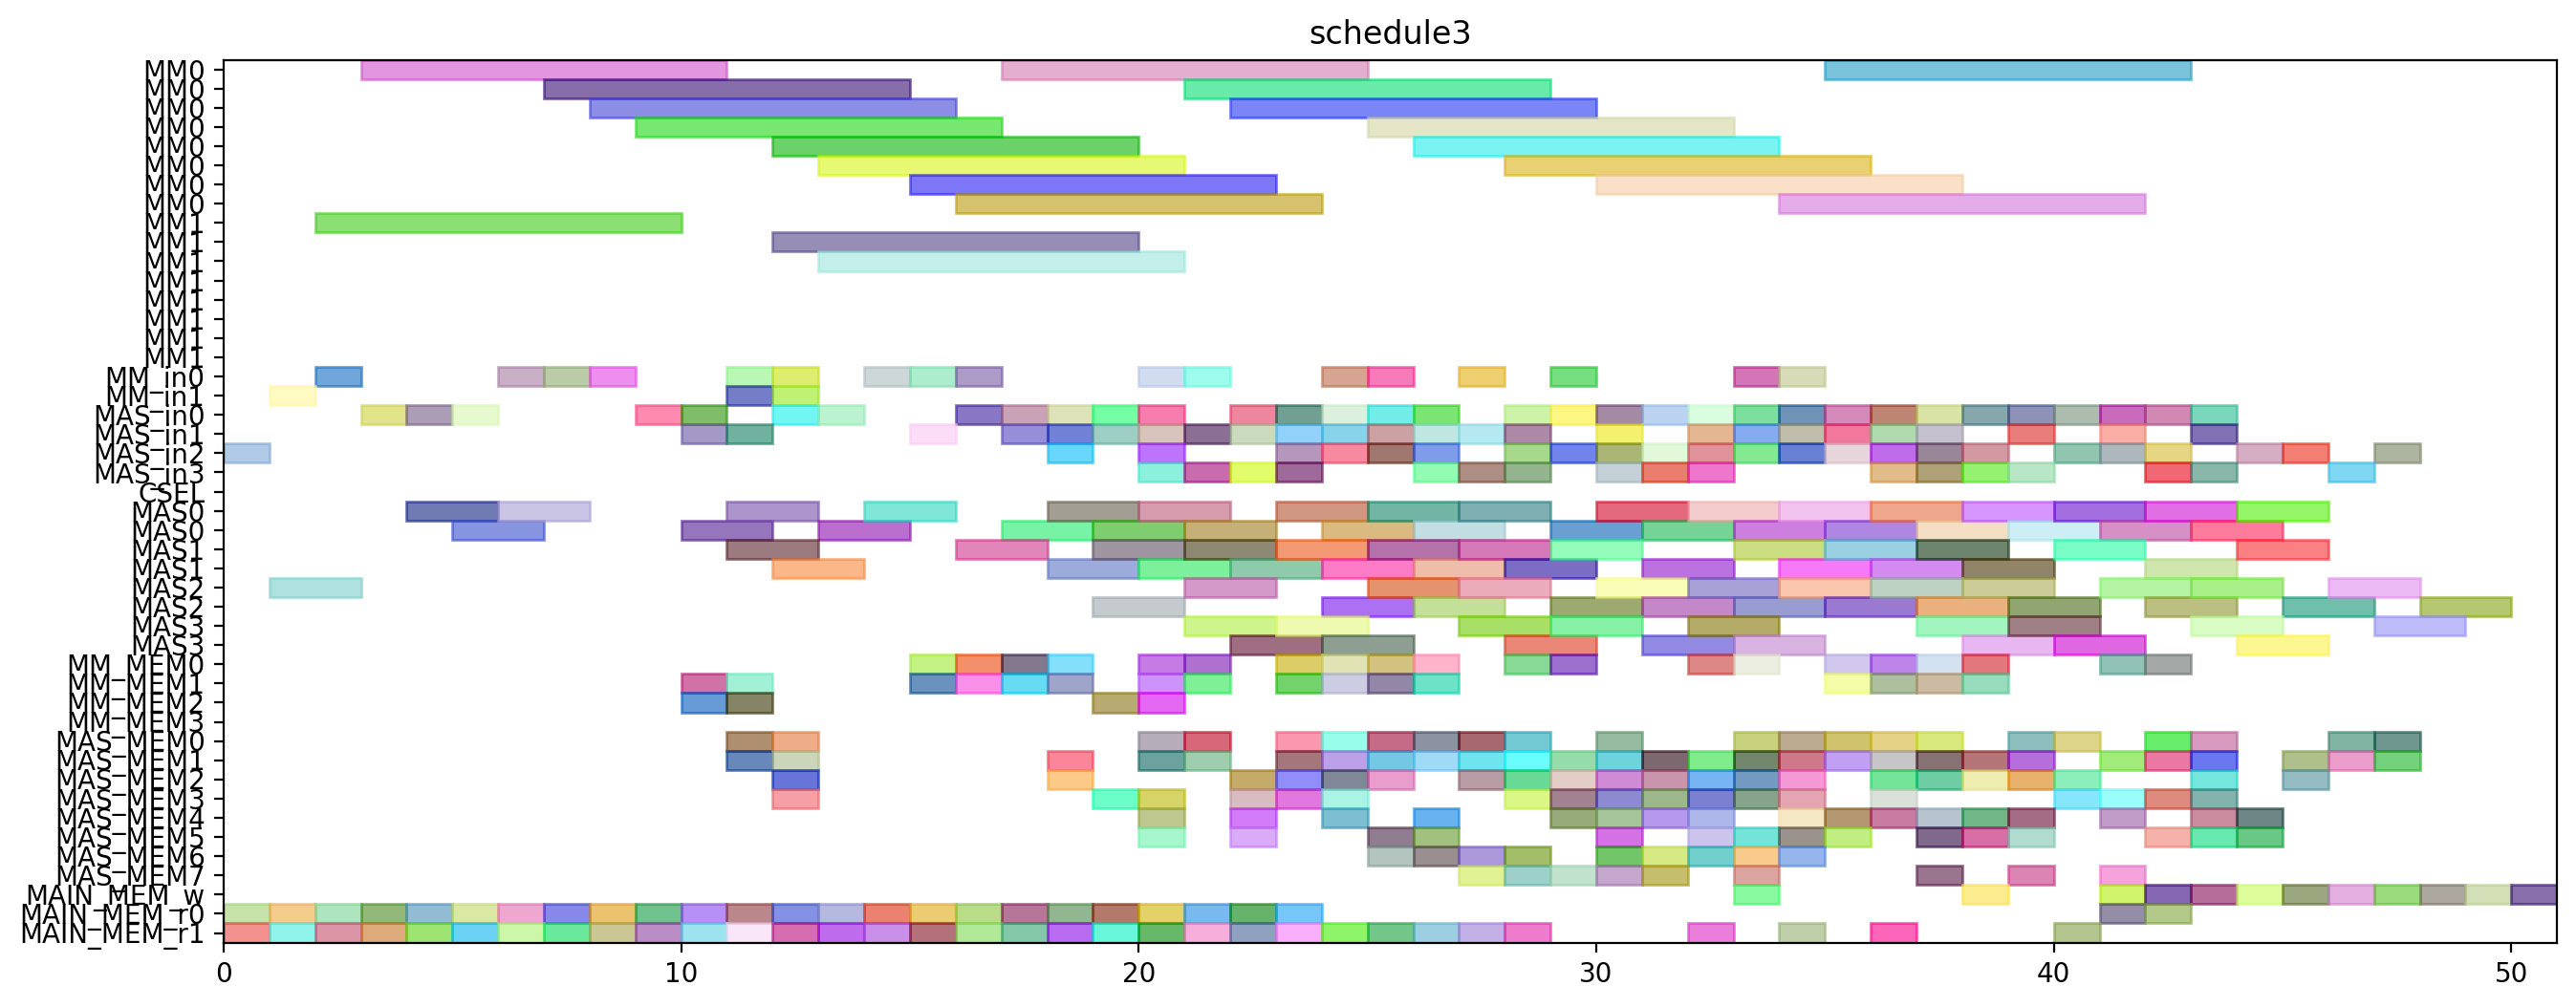 schedule3
MM0
MM0
MM0
MM0
MM0
MM0
MM0
MM0
MM1
MM1
MM1
MM1
MM1
MM1
MM1
MM1
MM_in0
MM_in1
MAS_in0
MAS_in1
MAS_in2
MAS_in3
CSEL
MAS0
MAS0
MAS1
MAS1
MAS2
MAS2
MAS3
MAS3
MM_MEM0
MM_MEM1
MM_MEM2
MM_MEM3
MAS_MEM0
MAS_MEM1
MAS_MEM2
MAS_MEM3
MAS_MEM4
MAS_MEM5
MAS_MEM6
MAS_MEM7
MAIN_MEM_w
MAIN_MEM_r0
MAIN_MEM_r1
0 10 20 30 40 50